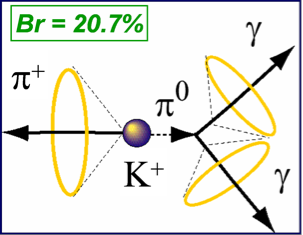 Br = 20.7%
γ
π⁺
π⁰
K⁺
γ